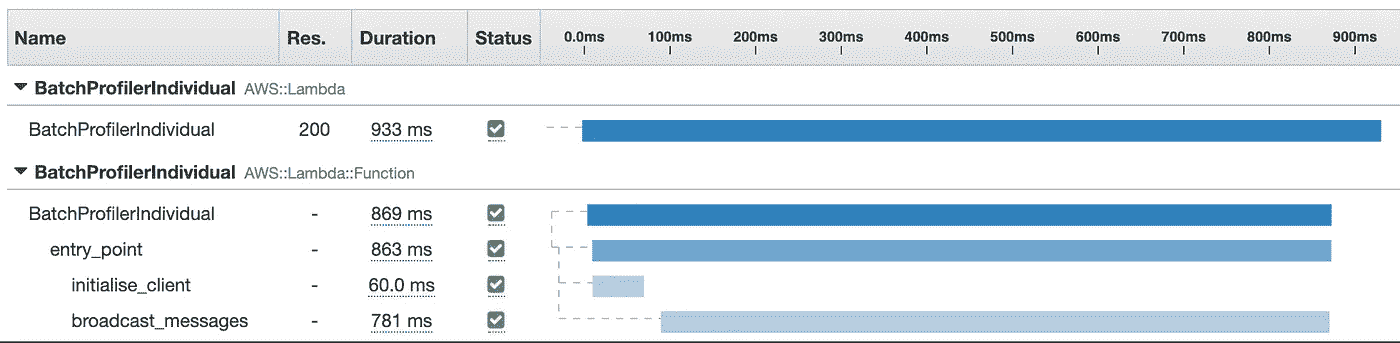 Name Res. Duration Status 0.0ms 100ms 200ms 300ms 400ms 500ms 600ms 700ms 800ms 900ms
BatchProfilerIndividual AWS::Lambda
BatchProfilerIndividual 200 933 ms
BatchProfilerIndividual AWS::Lambda::Function
BatchProfilerIndividual - 869 ms
entry_point - 863 ms
initialise_client - 60.0 ms
broadcast_messages - 781 ms